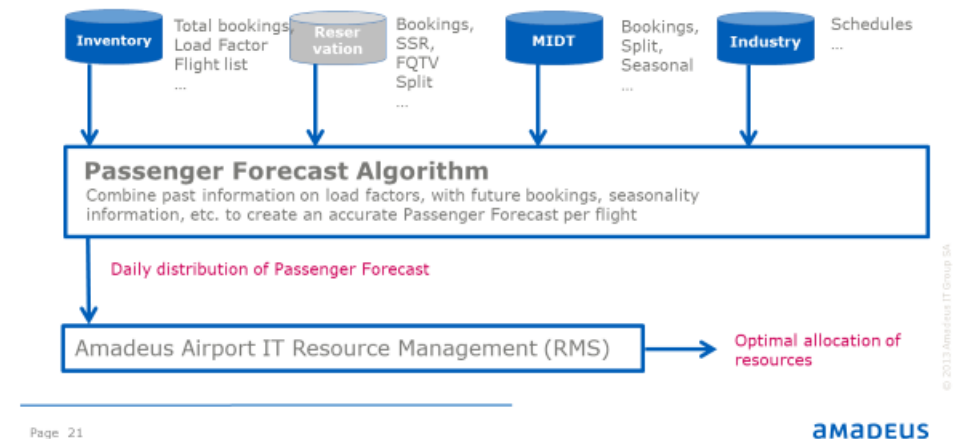 Inventory
Total bookings,
Load Factor
Flight list
...
Reser
vation
Bookings,
SSR,
FQTV
Split
...
MIDT
Bookings,
Split,
Seasonal
...
Industry
Schedules
...
Passenger Forecast Algorithm
Combine past information on load factors, with future bookings, seasonality
information, etc. to create an accurate Passenger Forecast per flight
Daily distribution of Passenger Forecast
Amadeus Airport IT Resource Management (RMS)
Optimal allocation of
resources
© 2013 Amadeus IT Group SA
Page 21
amadeus